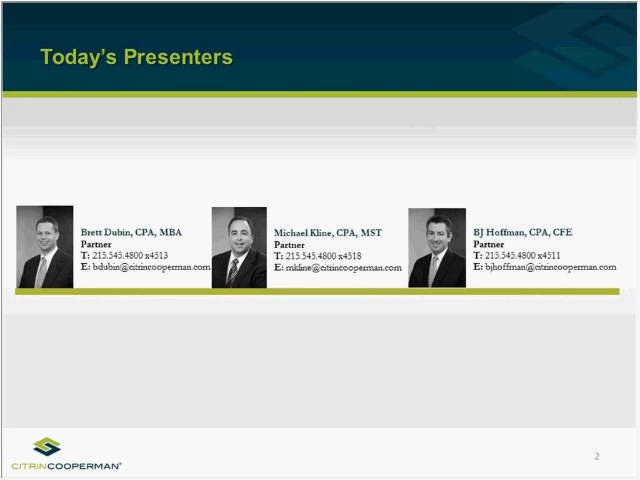 Today's Presenters
Brett Dubin, CPA, MBA
Partner
T: 215.545.4800 x4513
E: bdubin@citrincooperman.com
Michael Kline, CPA, MST
Partner
T: 215.545.4800 x4518
E: mkline@citrincooperman.com
BJ Hoffman, CPA, CFE
Partner
T: 215.545.4800 x4511
E: bjhoffman@citrincooperman.com
CITRINCOOPERMAN®
2